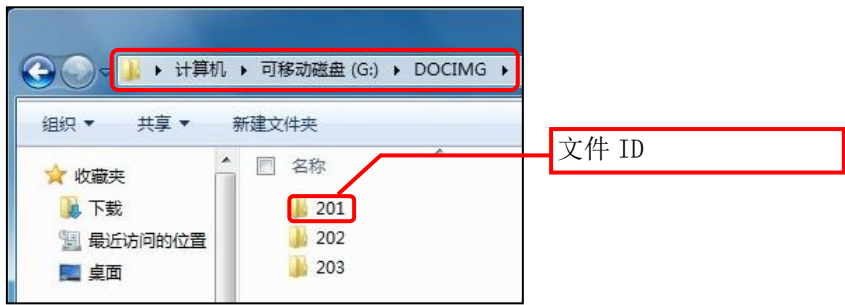 计算机 可移动磁盘 (G:) DOCIMG
组织 共享 新建文件夹
文件 ID
收藏夹
下载
最近访问的位置
桌面
名称
201
202
203